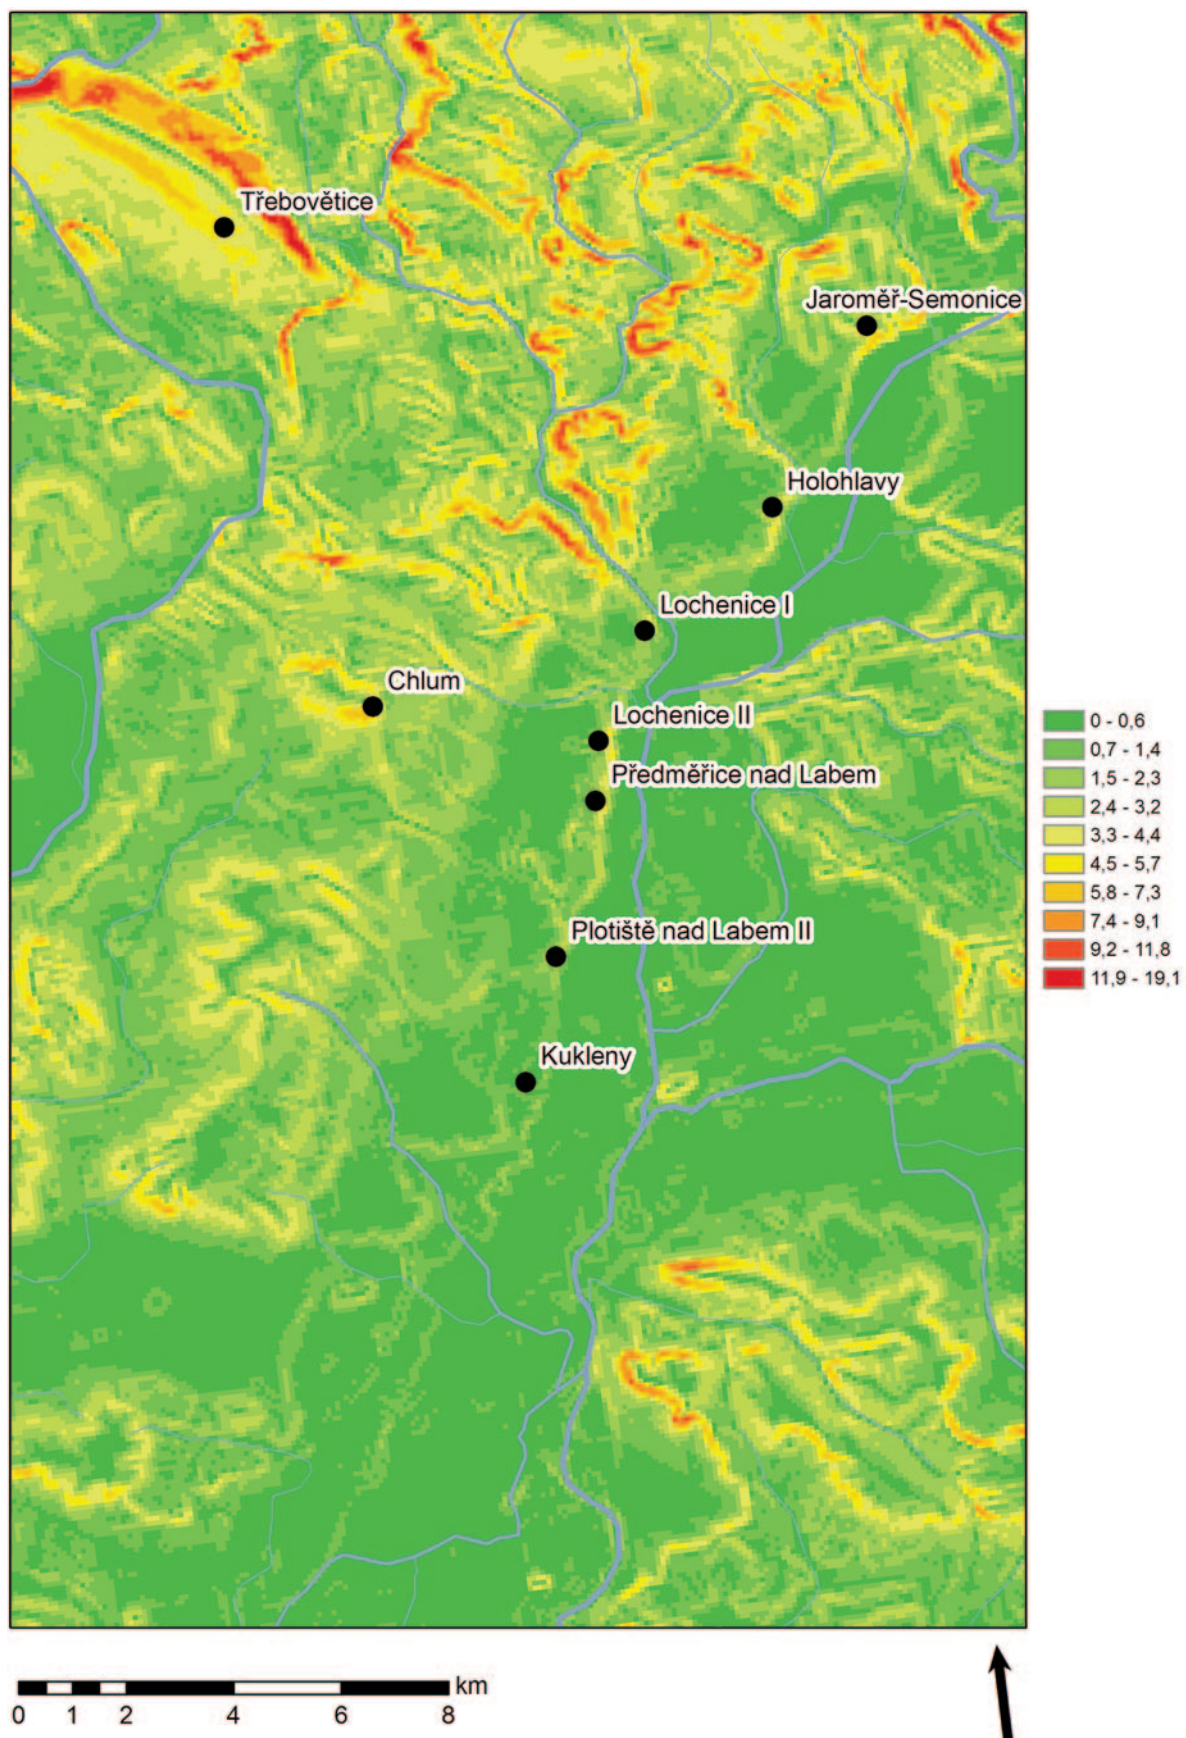 Třebovětice
Jaroměř-Semonice
Holohlavy
Lochenice I
Chlum
Lochenice II
Předměřice nad Labem
Plotiště nad Labem II
Kukleny
0 - 0,6
0,7 - 1,4
1,5 - 2,3
2,4 - 3,2
3,3 - 4,4
4,5 - 5,7
5,8 - 7,3
7,4 - 9,1
9,2 - 11,8
11,9 - 19,1
km
0 1 2 4 6 8